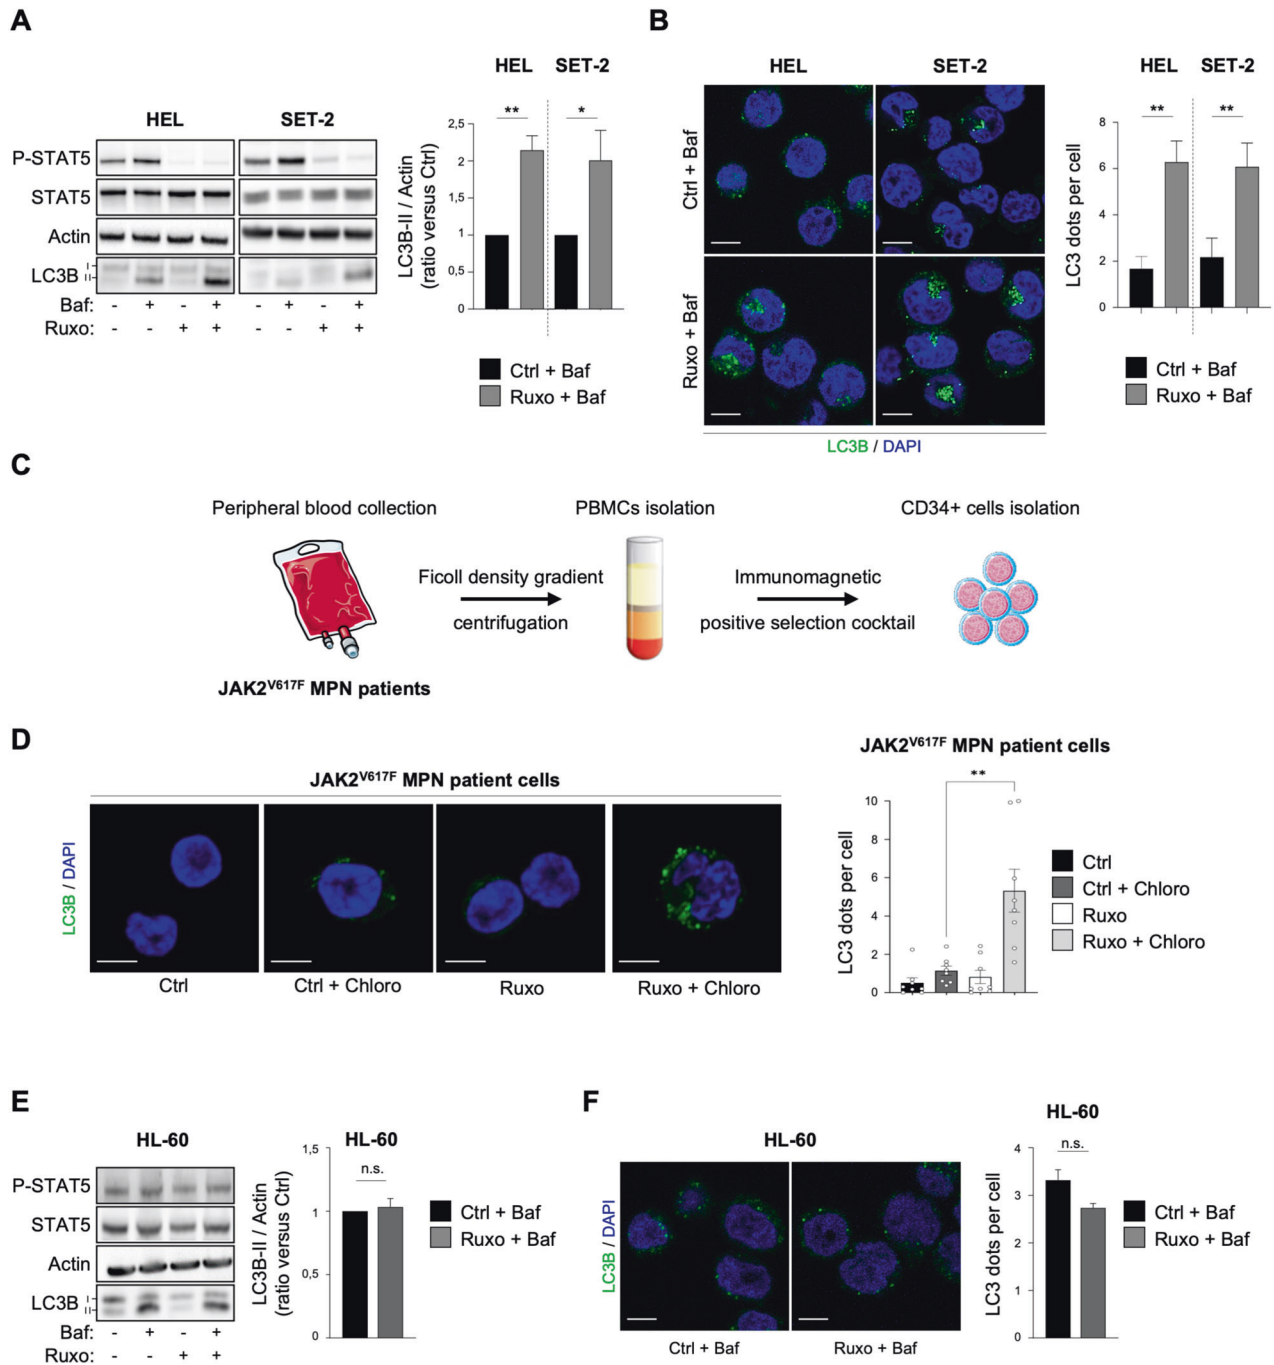 A
HEL SET-2
P-STAT5
STAT5
Actin
LC3B I
II
Baf: - + - + - + - +
Ruxo: - - + + - - + +
HEL SET-2
LC3B-II / Actin
(ratio versus Ctrl)
2,5
2
1,5
1
0,5
0
** *
Ctrl + Baf
Ruxo + Baf
B
HEL SET-2
Ctrl + Baf
Ruxo + Baf
LC3B / DAPI
HEL SET-2
LC3 dots per cell
8
6
4
2
0
** **
Ctrl + Baf
Ruxo + Baf
C
Peripheral blood collection
PBMCs isolation
CD34+ cells isolation
Ficoll density gradient
centrifugation
Immunomagnetic
positive selection cocktail
JAK2V617F MPN patients
D
JAK2V617F MPN patient cells
LC3B / DAPI
Ctrl
Ctrl + Chloro
Ruxo
Ruxo + Chloro
JAK2V617F MPN patient cells
LC3 dots per cell
10
8
6
4
2
0
**
Ctrl
Ctrl + Chloro
Ruxo
Ruxo + Chloro
E
HL-60
P-STAT5
STAT5
Actin
LC3B I
II
Baf: - + - +
Ruxo: - - + +
HL-60
LC3B-II / Actin
(ratio versus Ctrl)
1,5
1
0,5
0
n.s.
Ctrl + Baf
Ruxo + Baf
F
HL-60
LC3B / DAPI
Ctrl + Baf
Ruxo + Baf
HL-60
LC3 dots per cell
4
3
2
3
1
0
n.s.
Ctrl + Baf
Ruxo + Baf